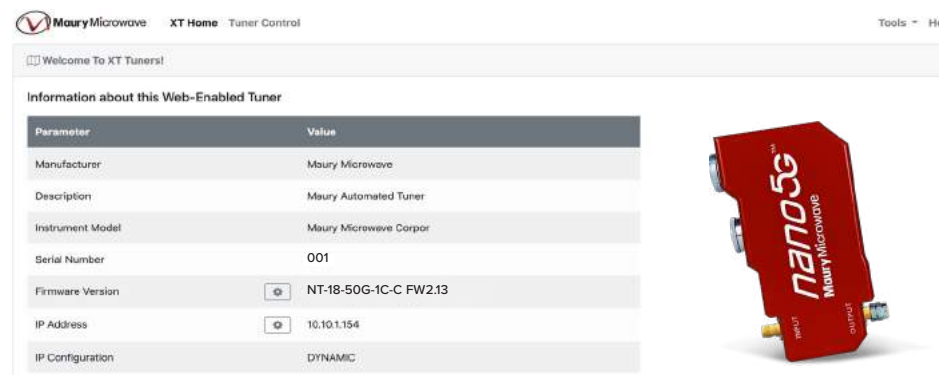 Maury Microwave XT Home Tuner Control Tools
Welcome To XT Tuners!
Information about this Web-Enabled Tuner
Parameter Value
Manufacturer Maury Microwave
Description Maury Automated Tuner
Instrument Model Maury Microwave Corpor
Serial Number 001
Firmware Version NT-18-50G-1C-C FW2.13
IP Address 10.10.1.154
IP Configuration DYNAMIC
nano5G™
Maury Microwave
INPUT
OUTPUT